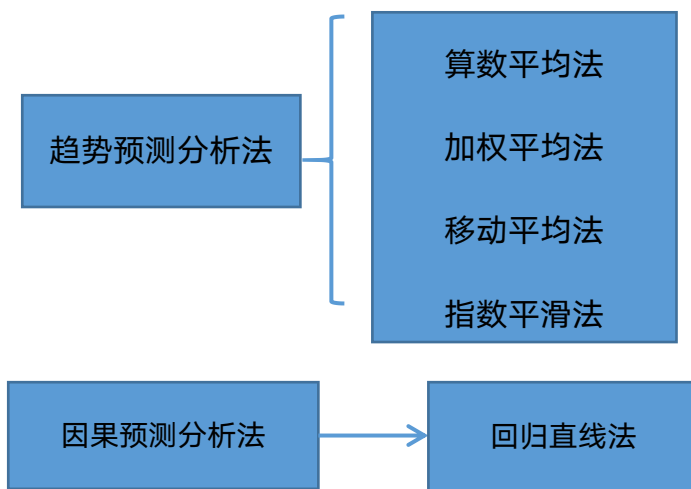 趋势预测分析法
算数平均法
加权平均法
移动平均法
指数平滑法
因果预测分析法
回归直线法